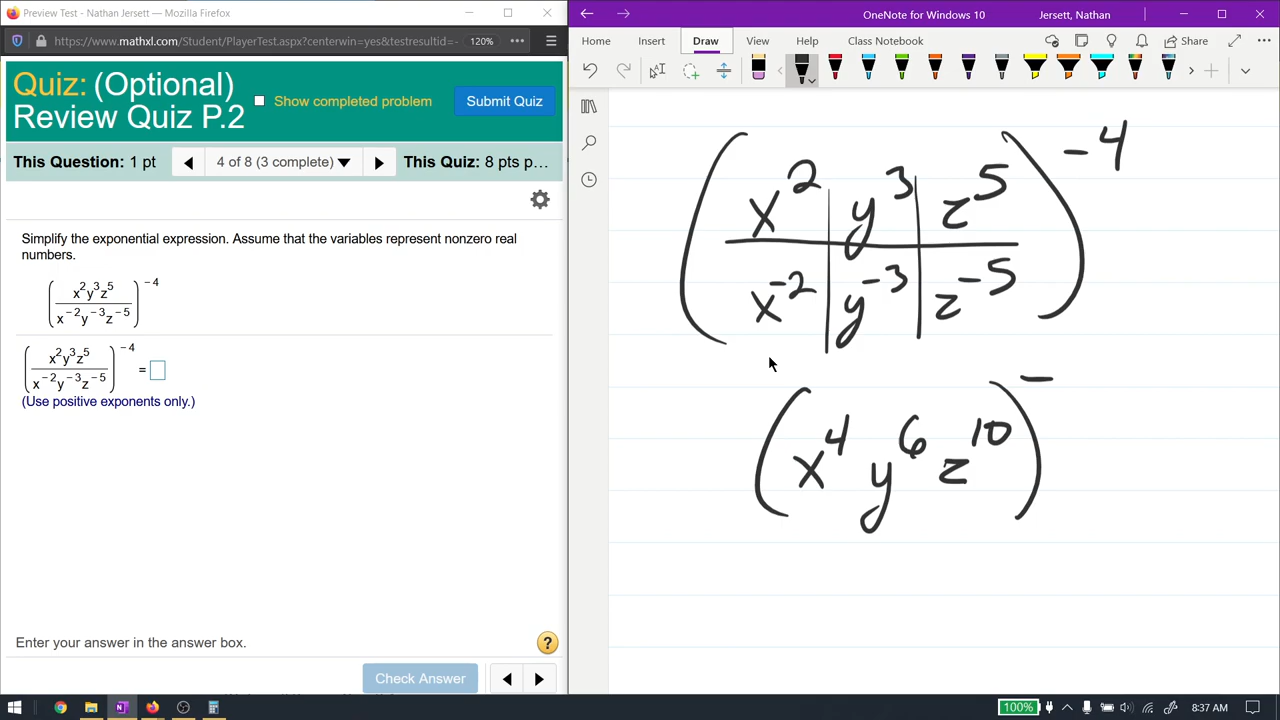 Preview Test - Nathan Jersett — Mozilla Firefox
OneNote for Windows 10
Jersett, Nathan
https://www.mathxl.com/Student/PlayerTest.aspx?centerwin=yes&testresultid=-
120%
Home Insert Draw View Help Class Notebook Share
Quiz: (Optional)
Review Quiz P.2
Show completed problem
Submit Quiz
This Question: 1 pt
4 of 8 (3 complete)
This Quiz: 8 pts p...
Simplify the exponential expression. Assume that the variables represent nonzero real
numbers.
(x²y³z⁵ / x⁻²y⁻³z⁻⁵)⁻⁴
(x²y³z⁵ / x⁻²y⁻³z⁻⁵)⁻⁴ =
(Use positive exponents only.)
(x² y³ z⁵ / x⁻² y⁻³ z⁻⁵)⁻⁴
(x⁴ y⁶ z¹⁰)⁻
Enter your answer in the answer box.
?
Check Answer
100%
8:37 AM